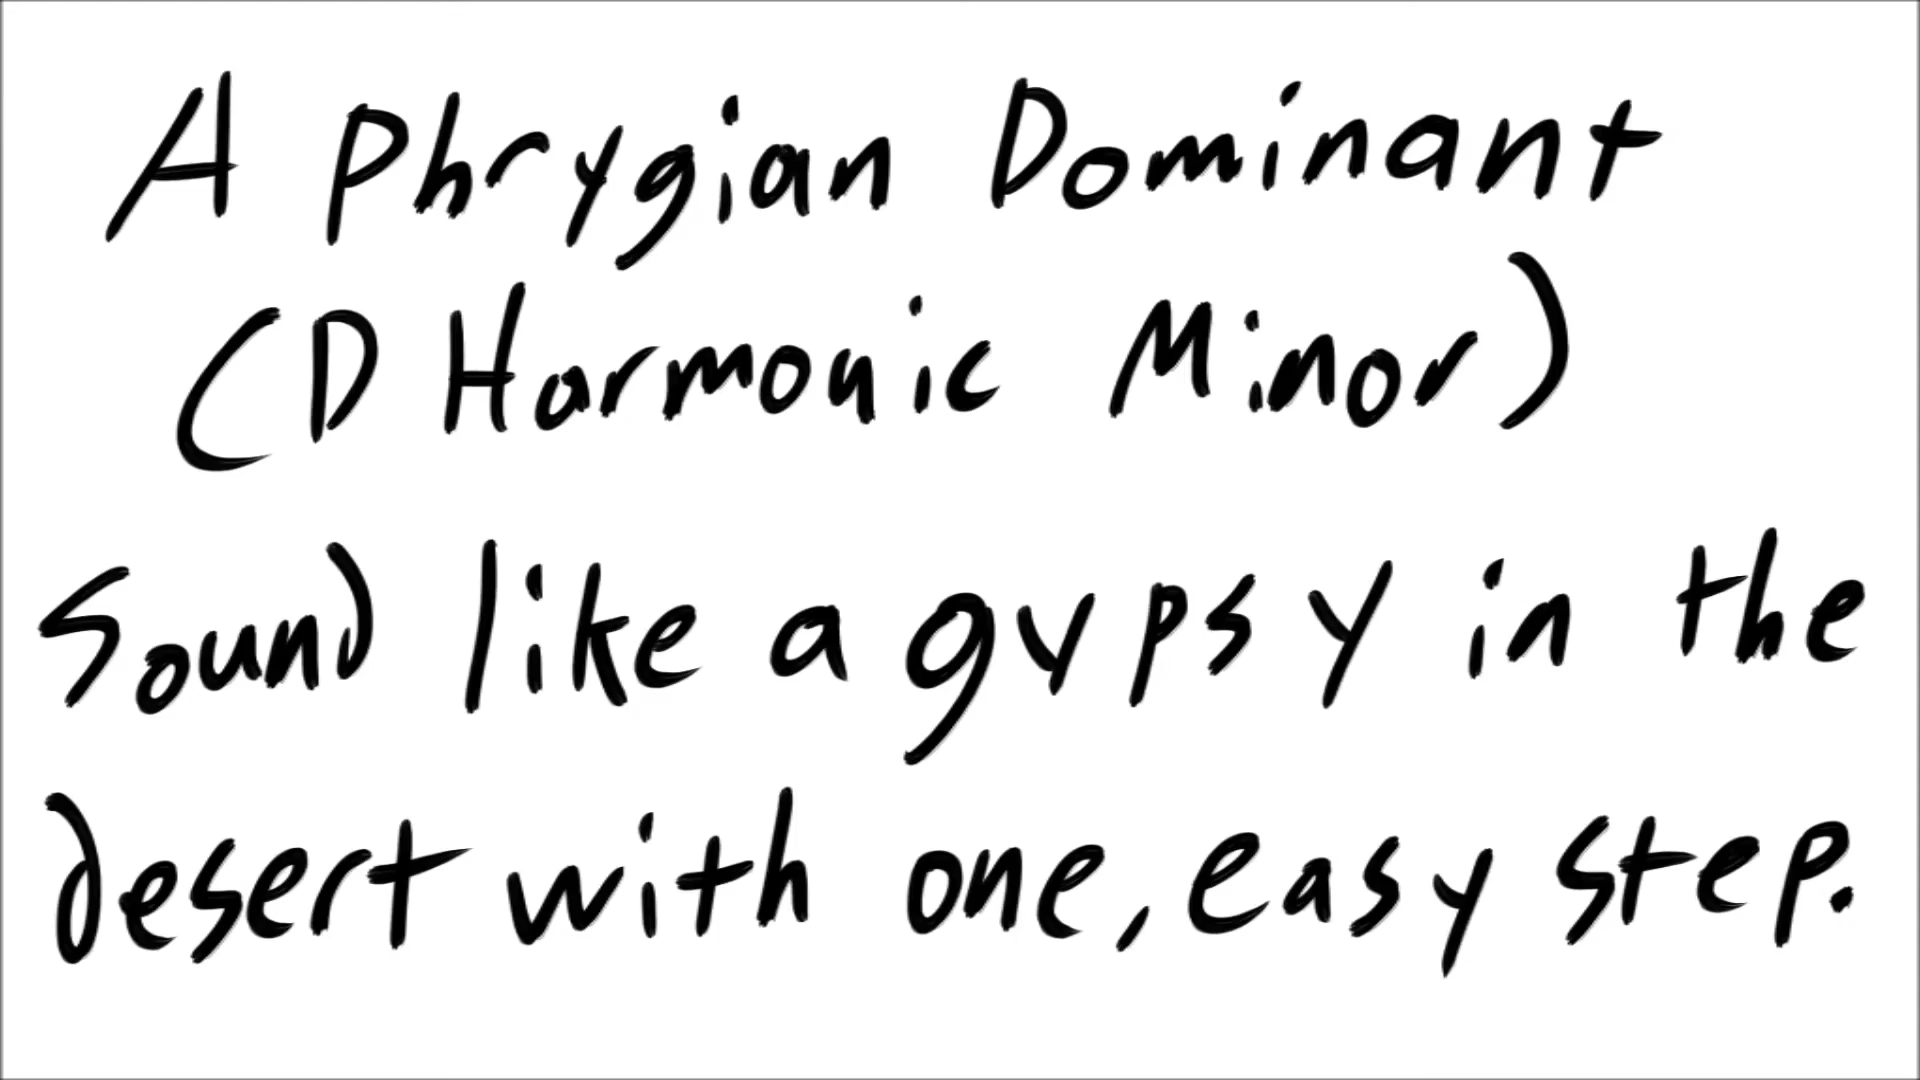 A Phrygian Dominant
(D Harmonic Minor)
Sound like a gypsy in the
desert with one, easy step.